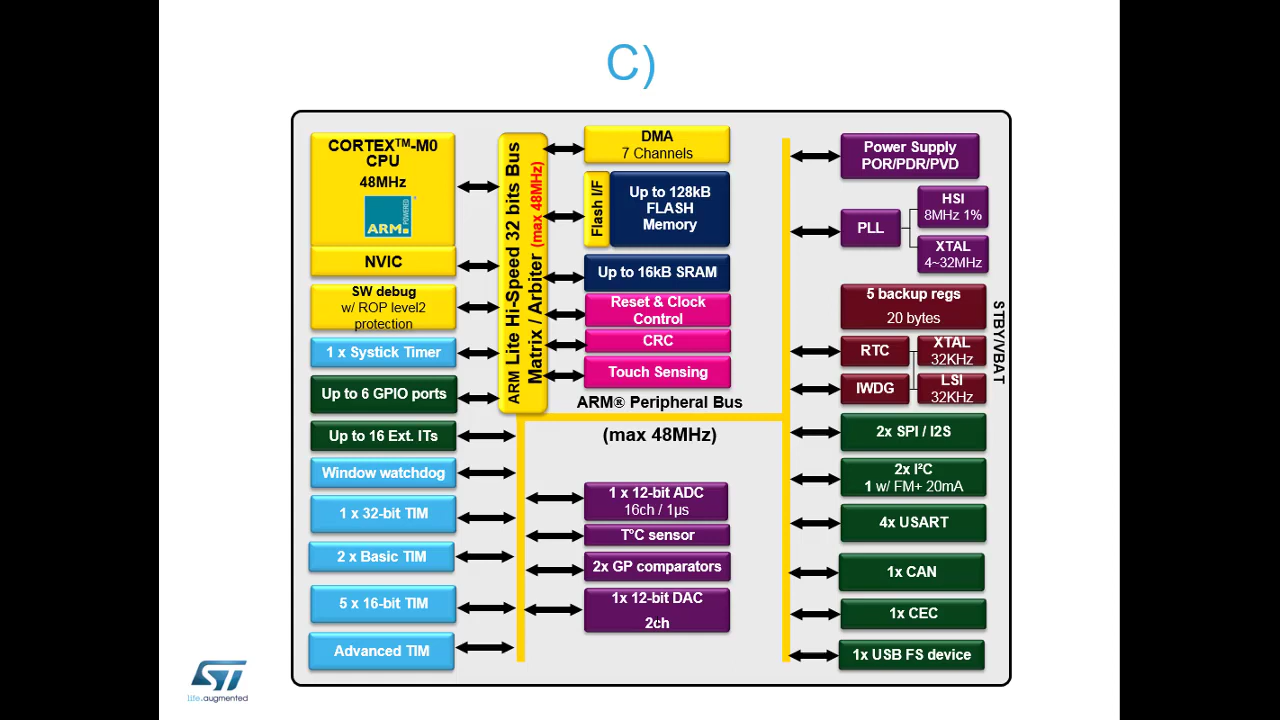 C)
CORTEX™-M0
CPU
48MHz
ARM POWERED
NVIC
SW debug
w/ ROP level2
protection
1 x Systick Timer
Up to 6 GPIO ports
Up to 16 Ext. ITs
Window watchdog
1 x 32-bit TIM
2 x Basic TIM
5 x 16-bit TIM
Advanced TIM
ARM Lite Hi-Speed 32 bits Bus
Matrix / Arbiter (max 48MHz)
DMA
7 Channels
Flash I/F
Up to 128kB
FLASH
Memory
Up to 16kB SRAM
Reset & Clock
Control
CRC
Touch Sensing
ARM® Peripheral Bus
(max 48MHz)
1 x 12-bit ADC
16ch / 1µs
T°C sensor
2x GP comparators
1x 12-bit DAC
2ch
Power Supply
POR/PDR/PVD
PLL
HSI
8MHz 1%
XTAL
4~32MHz
5 backup regs
20 bytes
RTC
XTAL
32KHz
IWDG
LSI
32KHz
STBY/VBAT
2x SPI / I2S
2x I²C
1 w/ FM+ 20mA
4x USART
1x CAN
1x CEC
1x USB FS device
ST
life.augmented